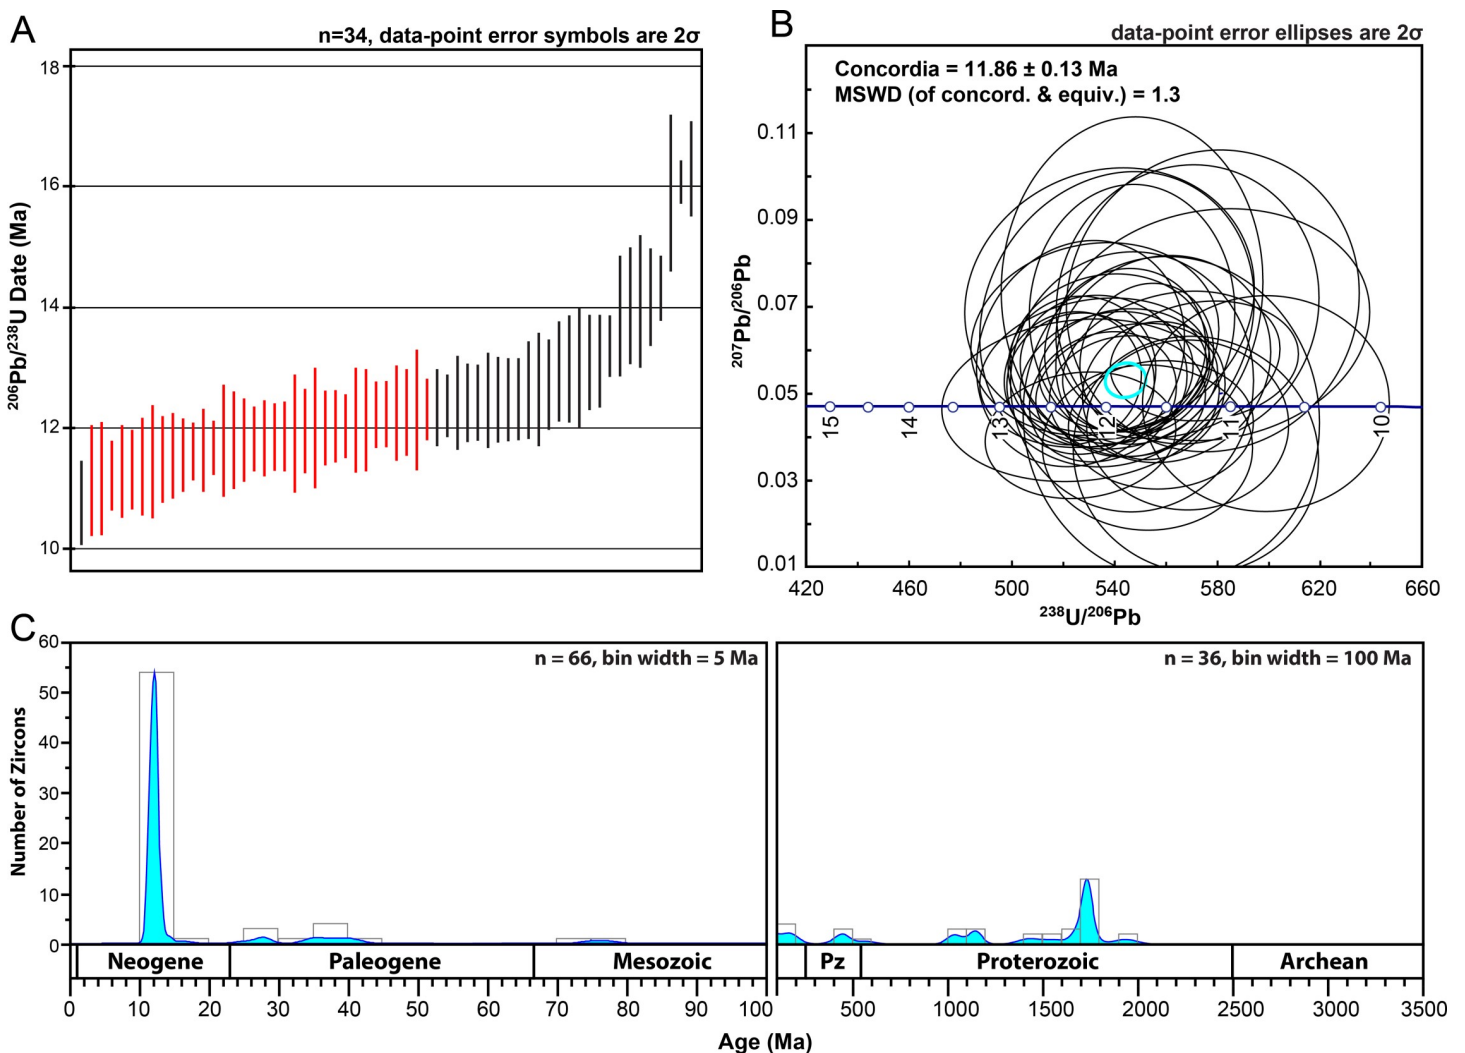 A
n=34, data-point error symbols are 2σ
18
16
14
12
10
206Pb/238U Date (Ma)
B
data-point error ellipses are 2σ
Concordia = 11.86 ± 0.13 Ma
MSWD (of concord. & equiv.) = 1.3
0.11
0.09
0.07
0.05
0.03
0.01
207Pb/206Pb
15
14
13
12
11
10
420
460
500
540
580
620
660
238U/206Pb
C
n = 66, bin width = 5 Ma
n = 36, bin width = 100 Ma
60
50
40
30
20
10
0
Number of Zircons
Neogene
Paleogene
Mesozoic
Pz
Proterozoic
Archean
0
10
20
30
40
50
60
70
80
90
100
500
1000
1500
2000
2500
3000
3500
Age (Ma)